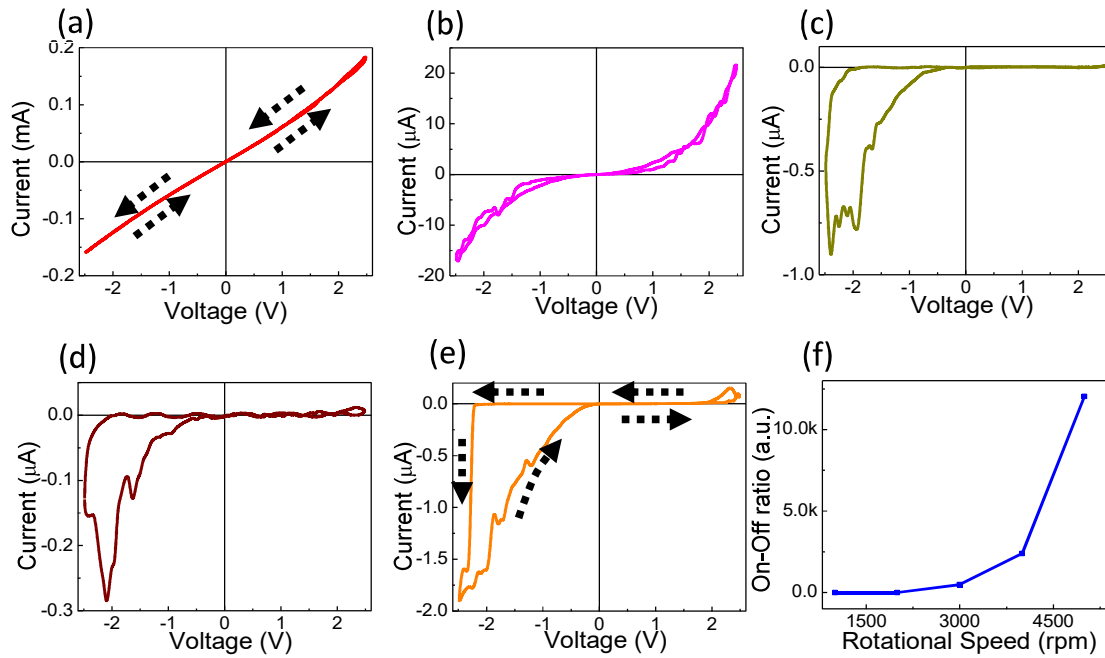 (a)
0.2
0.1
0.0
-0.1
-0.2
-2 -1 0 1 2
Current (mA)
Voltage (V)
(b)
20
10
0
-10
-20
-2 -1 0 1 2
Current (μA)
Voltage (V)
(c)
0.0
-0.5
-1.0
-2 -1 0 1 2
Current (μA)
Voltage (V)
(d)
0.0
-0.1
-0.2
-0.3
-2 -1 0 1 2
Current (μA)
Voltage (V)
(e)
0.0
-0.5
-1.0
-1.5
-2.0
-2 -1 0 1 2
Current (μA)
Voltage (V)
(f)
10.0k
5.0k
0.0
1500 3000 4500
On-Off ratio (a.u.)
Rotational Speed (rpm)